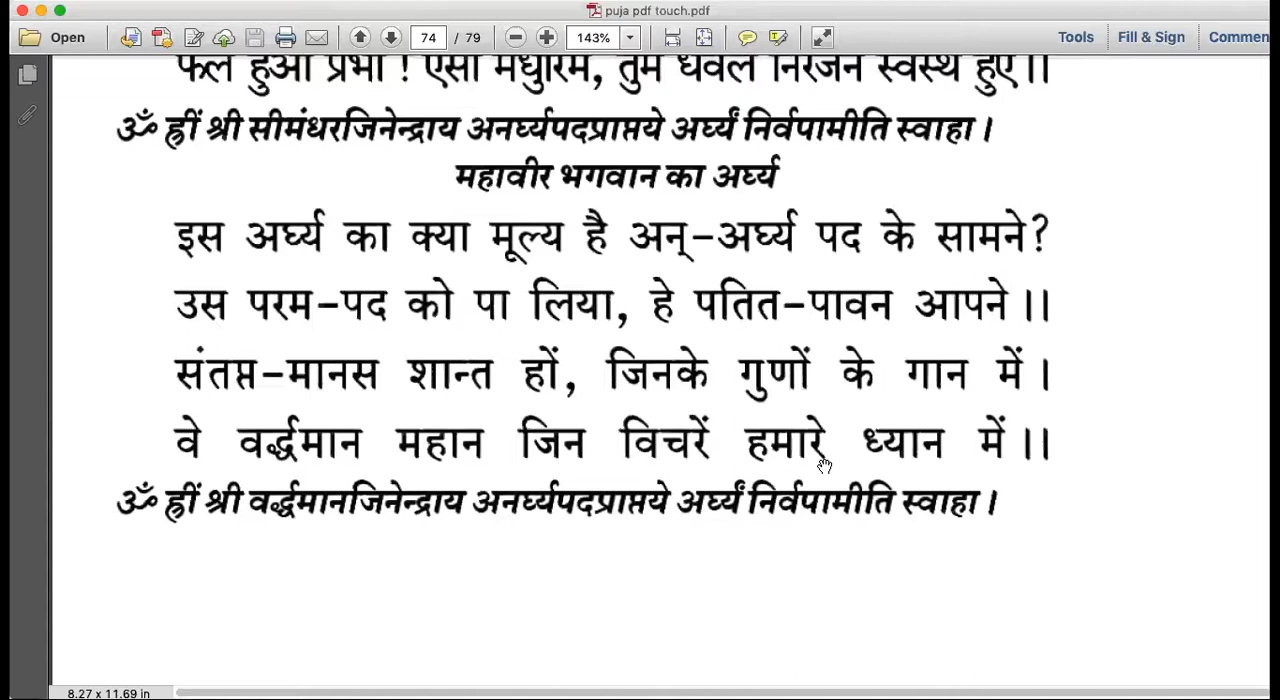 puja pdf touch.pdf
Open 74 / 79 143% Tools Fill & Sign Commen
फल हुआ प्रभो ! ऐसा मधुरिम, तुम धवल निरंजन स्वस्थ हुए।।
ॐ ह्रीं श्री सीमंधरजिनेन्द्राय अनर्घ्यपदप्राप्तये अर्घ्यं निर्वपामीति स्वाहा।
महावीर भगवान का अर्घ्य
इस अर्घ्य का क्या मूल्य है अन्-अर्घ्य पद के सामने?
उस परम-पद को पा लिया, हे पतित-पावन आपने।।
संतप्त-मानस शान्त हों, जिनके गुणों के गान में।
वे वर्द्धमान महान जिन विचरें हमारे ध्यान में।।
ॐ ह्रीं श्री वर्द्धमानजिनेन्द्राय अनर्घ्यपदप्राप्तये अर्घ्यं निर्वपामीति स्वाहा।
8.27 x 11.69 in